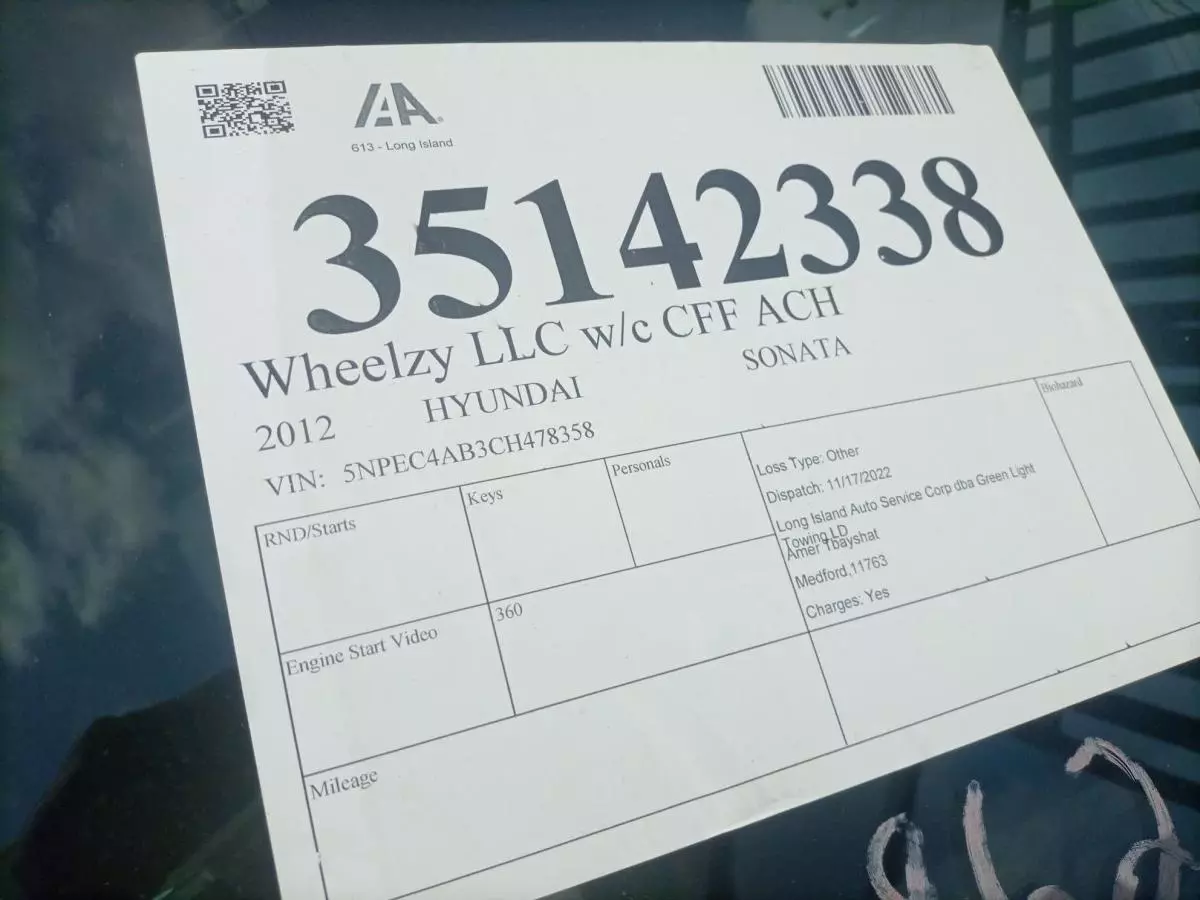 IAA
613 - Long Island
35142338
Wheelzy LLC w/c CFF ACH
2012 HYUNDAI SONATA
VIN: 5NPEC4AB3CH478358
RND/Starts
Keys
Personals
Loss Type: Other
Dispatch: 11/17/2022
Long Island Auto Service Corp dba Green Light
Towing LD
Amer Tbayshat
Medford,11763
Charges: Yes
Biohazard
Engine Start Video
360
Mileage